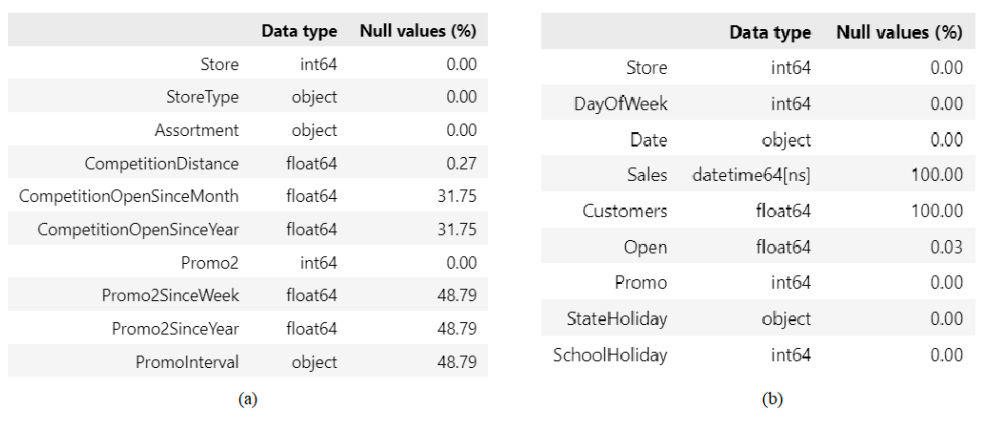 Data type Null values (%)
Store int64 0.00
StoreType object 0.00
Assortment object 0.00
CompetitionDistance float64 0.27
CompetitionOpenSinceMonth float64 31.75
CompetitionOpenSinceYear float64 31.75
Promo2 int64 0.00
Promo2SinceWeek float64 48.79
Promo2SinceYear float64 48.79
PromoInterval object 48.79
(a)
Data type Null values (%)
Store int64 0.00
DayOfWeek int64 0.00
Date object 0.00
Sales datetime64[ns] 100.00
Customers float64 100.00
Open float64 0.03
Promo int64 0.00
StateHoliday object 0.00
SchoolHoliday int64 0.00
(b)